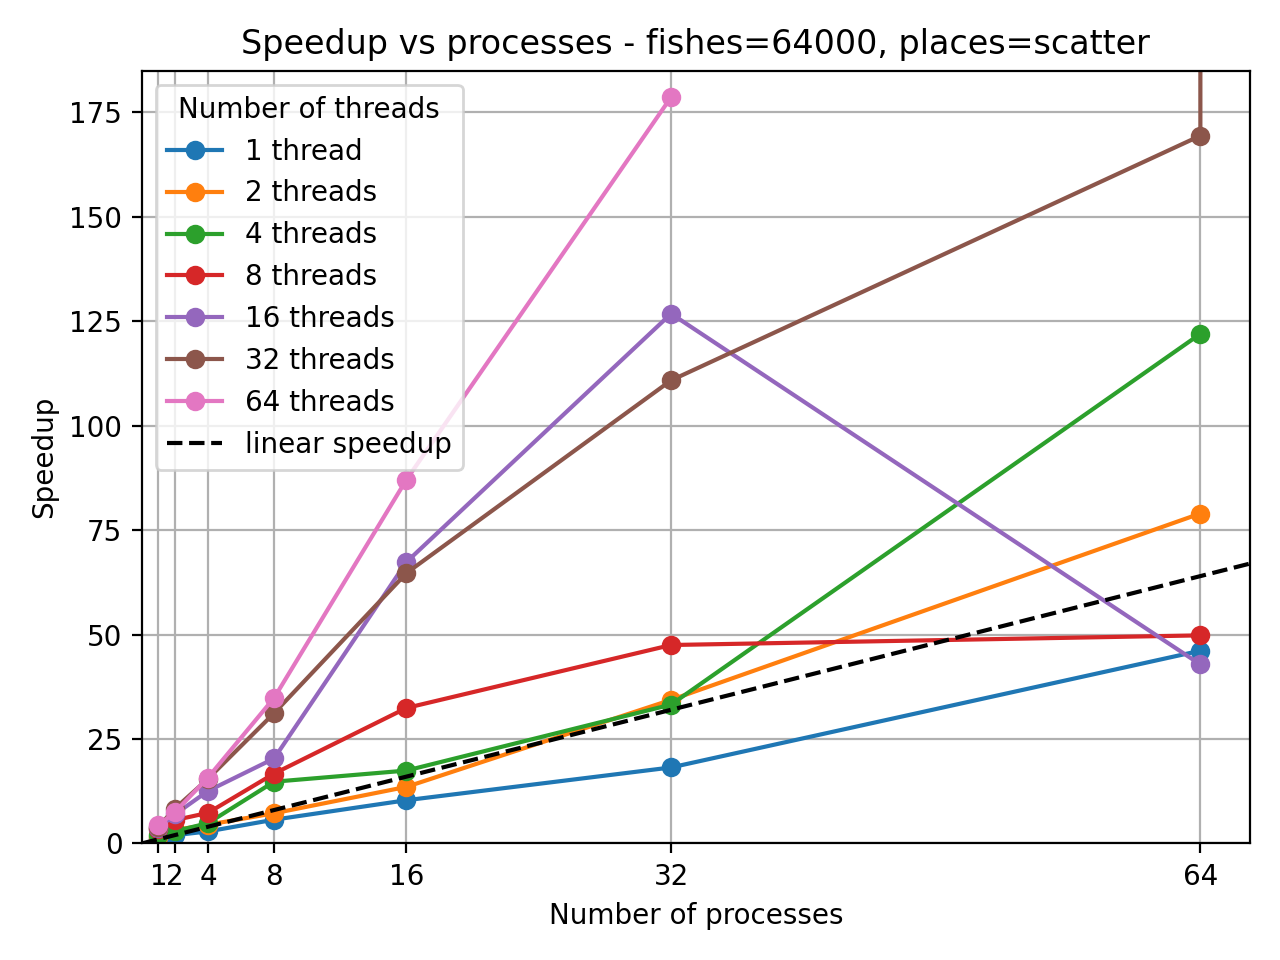 Speedup vs processes - fishes=64000, places=scatter
Speedup
175
150
125
100
75
50
25
0
Number of threads
1 thread
2 threads
4 threads
8 threads
16 threads
32 threads
64 threads
linear speedup
1 2 4 8 16 32 64
Number of processes